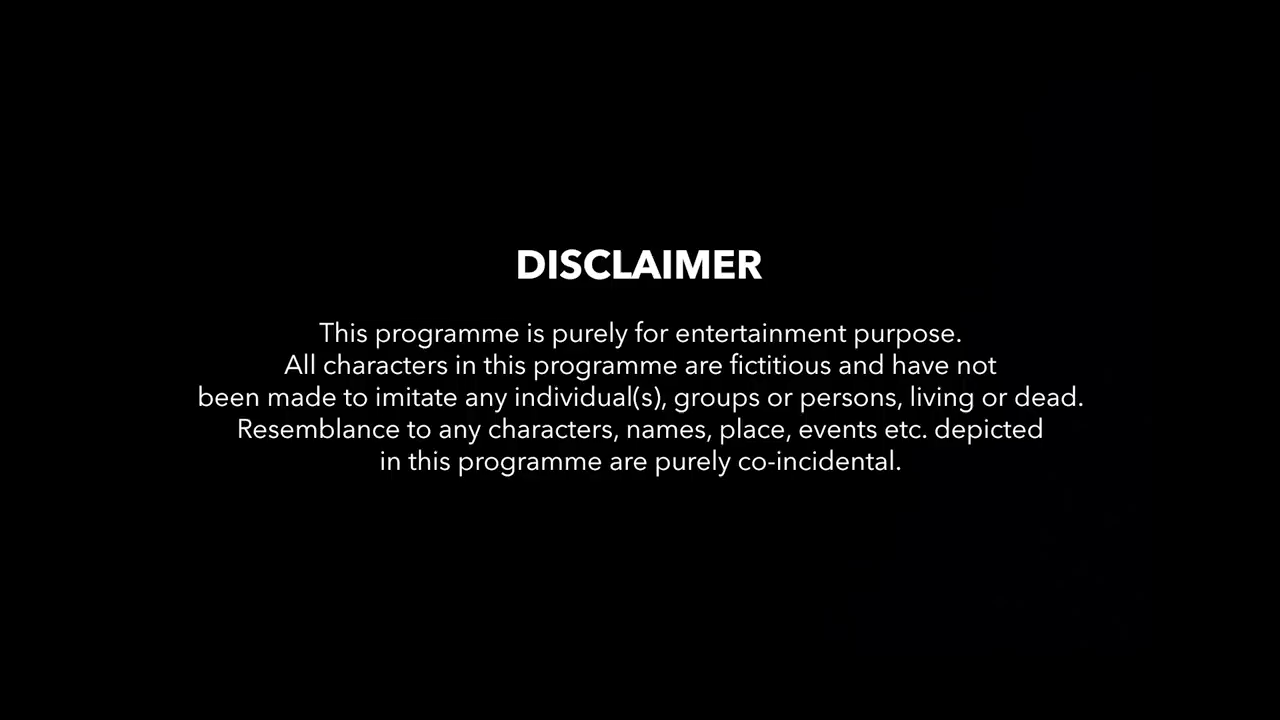 DISCLAIMER
This programme is purely for entertainment purpose.
All characters in this programme are fictitious and have not
been made to imitate any individual(s), groups or persons, living or dead.
Resemblance to any characters, names, place, events etc. depicted
in this programme are purely co-incidental.